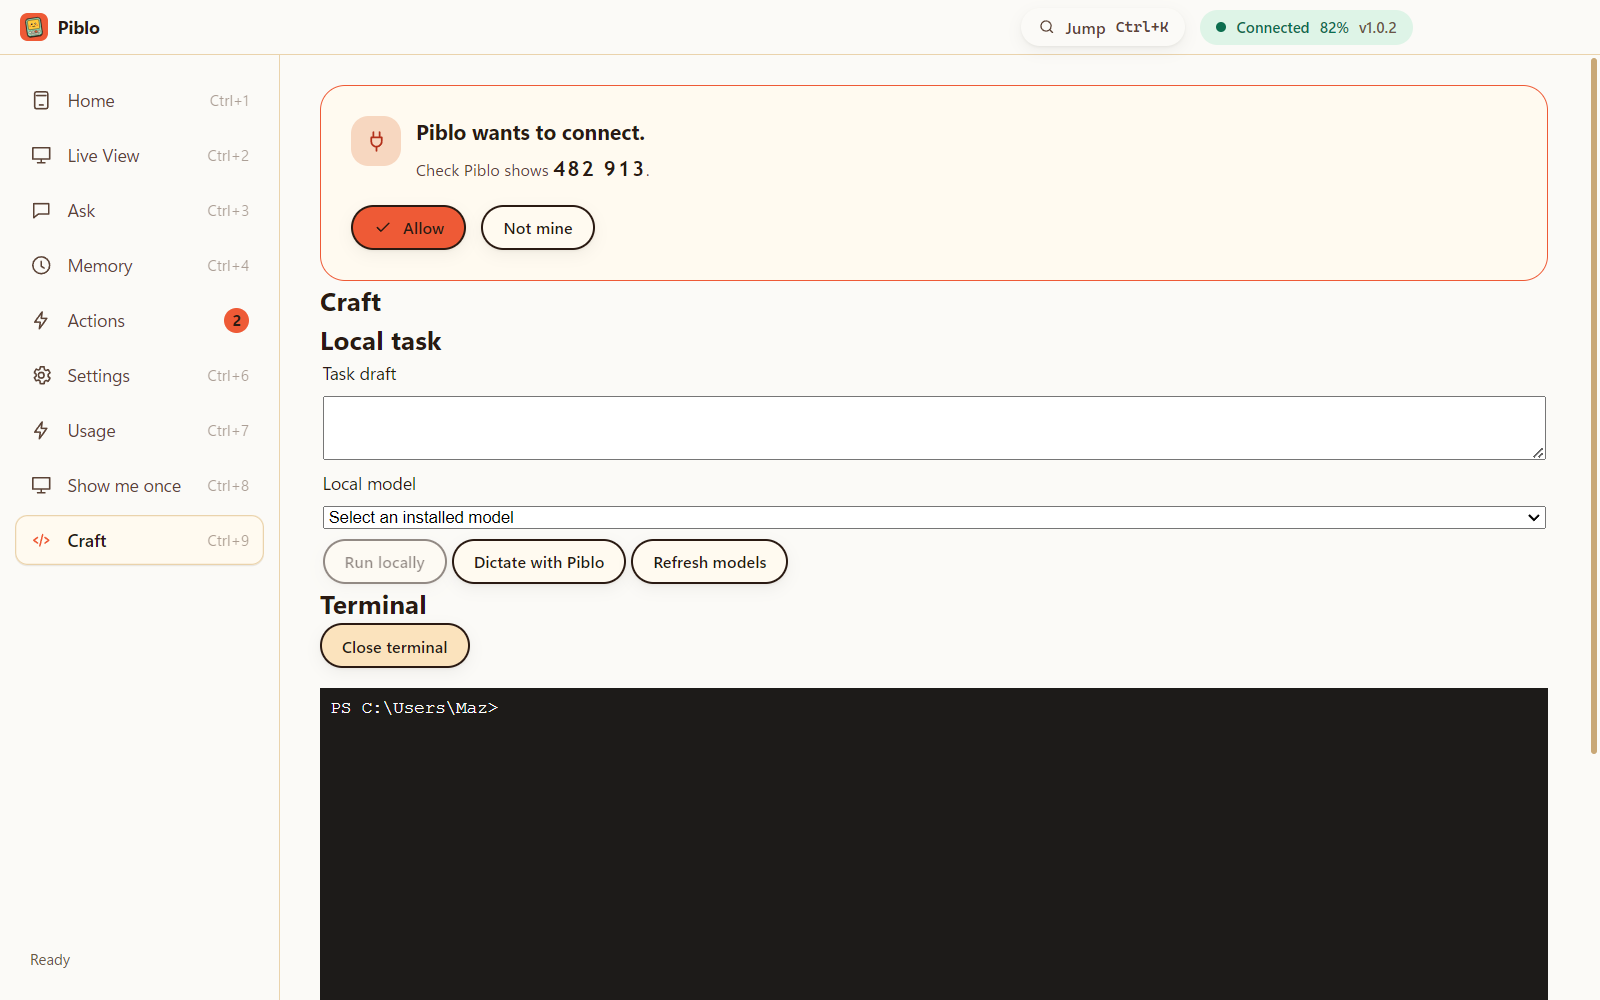 Piblo
Jump Ctrl+K
Connected 82% v1.0.2
Home Ctrl+1
Live View Ctrl+2
Ask Ctrl+3
Memory Ctrl+4
Actions 2
Settings Ctrl+6
Usage Ctrl+7
Show me once Ctrl+8
Craft Ctrl+9
Ready
Piblo wants to connect.
Check Piblo shows 482 913.
Allow Not mine
Craft
Local task
Task draft
Local model
Select an installed model
Run locally Dictate with Piblo Refresh models
Terminal
Close terminal
PS C:\Users\Maz>